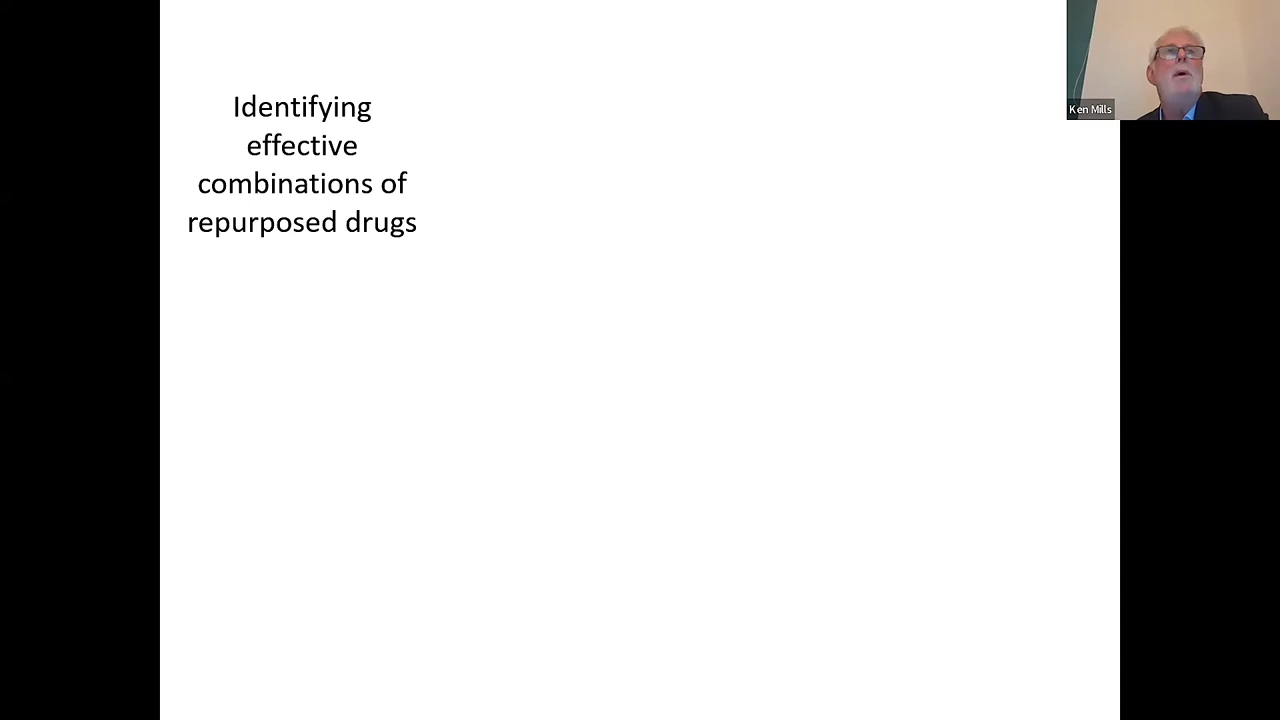 Identifying
effective
combinations of
repurposed drugs
Ken Mills